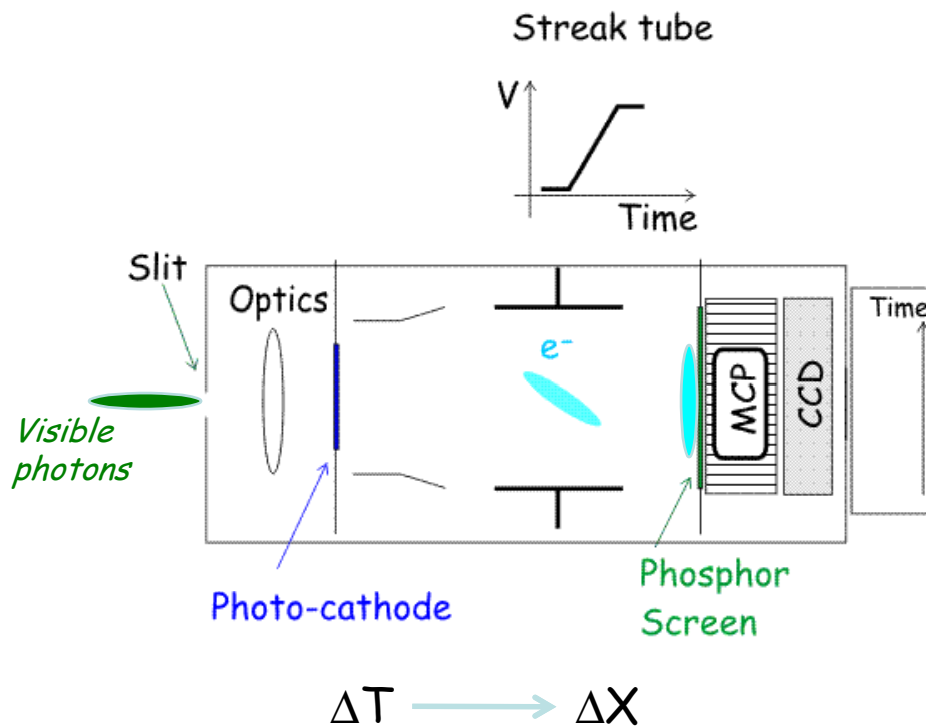 Streak tube
V
Time
Slit
Optics
Time
e-
MCP
CCD
Visible
photons
Photo-cathode
Phosphor
Screen
ΔT ΔX